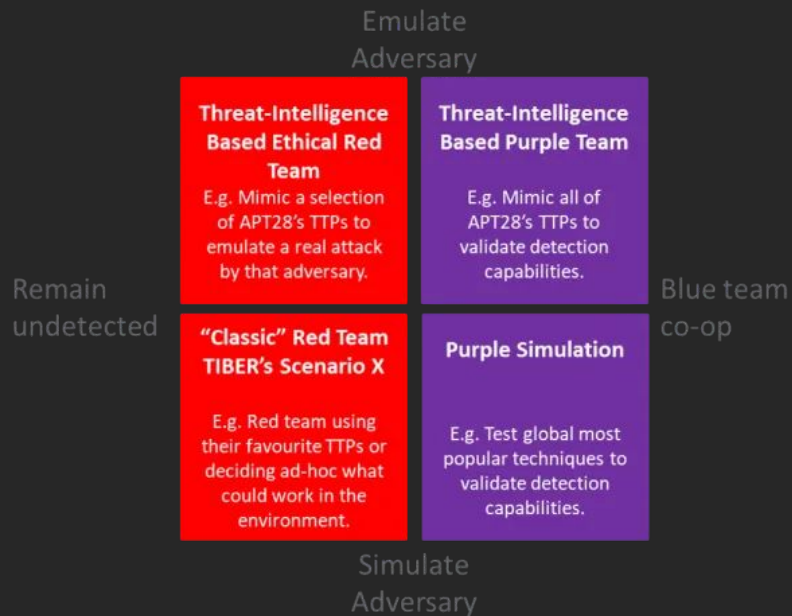 Emulate
Adversary
Threat-Intelligence
Based Ethical Red
Team
E.g. Mimic a selection
of APT28's TTPs to
emulate a real attack
by that adversary.
Threat-Intelligence
Based Purple Team
E.g. Mimic all of
APT28's TTPs to
validate detection
capabilities.
Remain
undetected
Blue team
co-op
“Classic” Red Team
TIBER's Scenario X
E.g. Red team using
their favourite TTPs or
deciding ad-hoc what
could work in the
environment.
Purple Simulation
E.g. Test global most
popular techniques to
validate detection
capabilities.
Simulate
Adversary